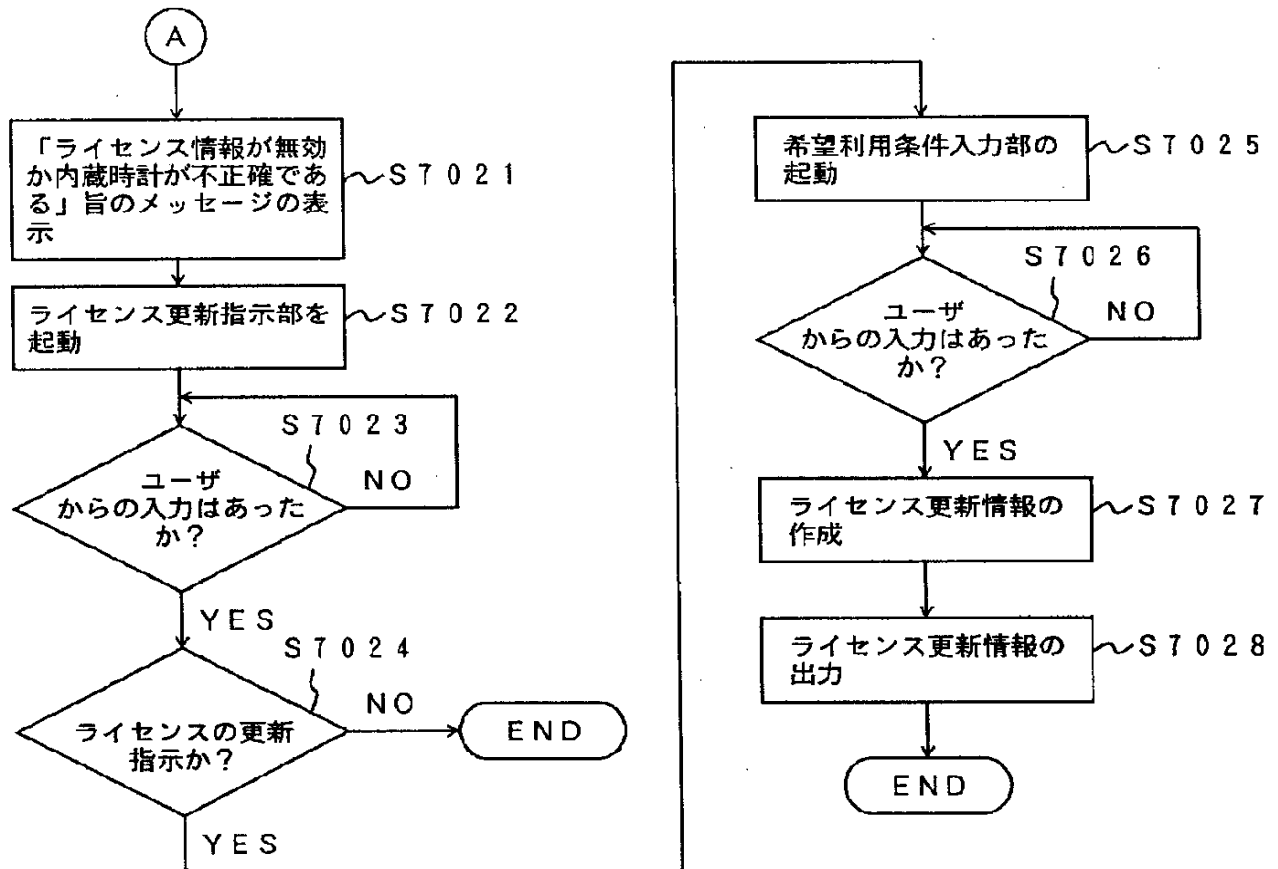 A
「ライセンス情報が無効
か内蔵時計が不正確であ
る」旨のメッセージの表
示
S7021
ライセンス更新指示部を
起動
S7022
S7023
ユーザ
からの入力はあった
か？
NO
YES
S7024
ライセンスの更新
指示か？
NO
END
YES
希望利用条件入力部の
起動
S7025
S7026
ユーザ
からの入力はあった
か？
NO
YES
ライセンス更新情報の
作成
S7027
ライセンス更新情報の
出力
S7028
END